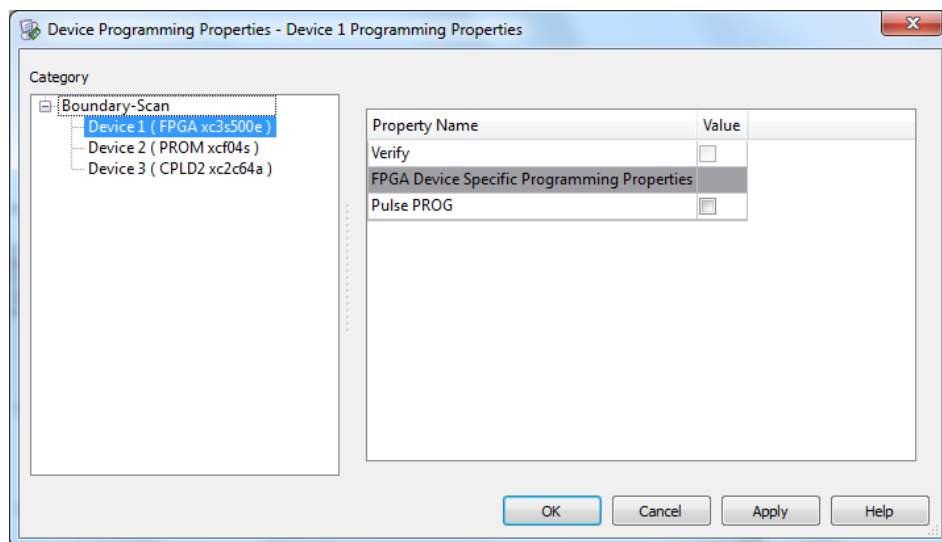 Device Programming Properties - Device 1 Programming Properties
Category
Boundary-Scan
Device 1 ( FPGA xc3s500e )
Device 2 ( PROM xcf04s )
Device 3 ( CPLD2 xc2c64a )
Property Name Value
Verify
FPGA Device Specific Programming Properties
Pulse PROG
OK Cancel Apply Help